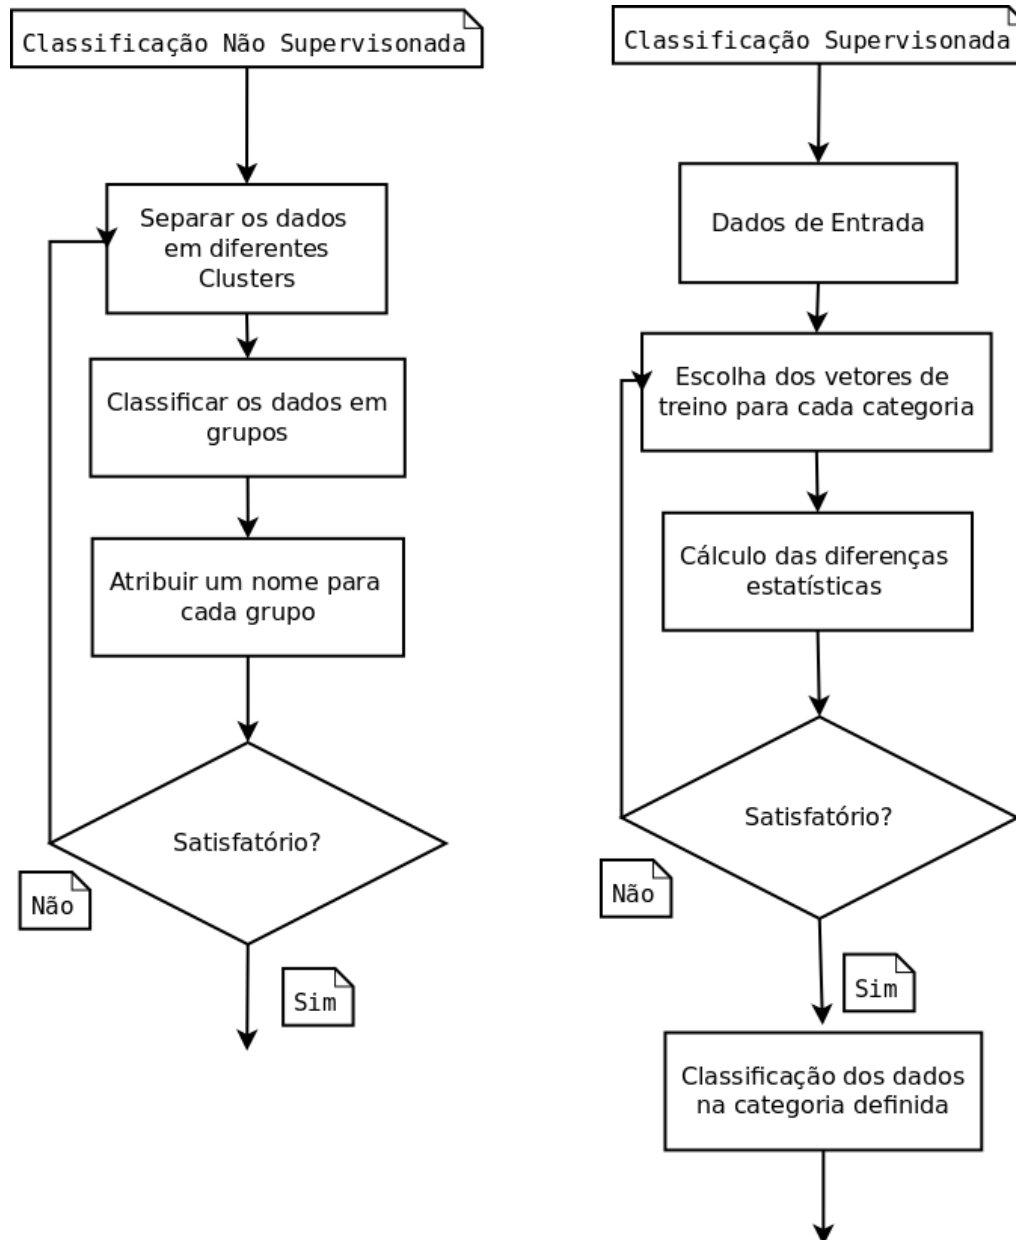 Classificação Não Supervisonada
Separar os dados
em diferentes
Clusters
Classificar os dados em
grupos
Atribuir um nome para
cada grupo
Satisfatório?
Não
Sim
Classificação Supervisonada
Dados de Entrada
Escolha dos vetores de
treino para cada categoria
Cálculo das diferenças
estatísticas
Satisfatório?
Não
Sim
Classificação dos dados
na categoria definida